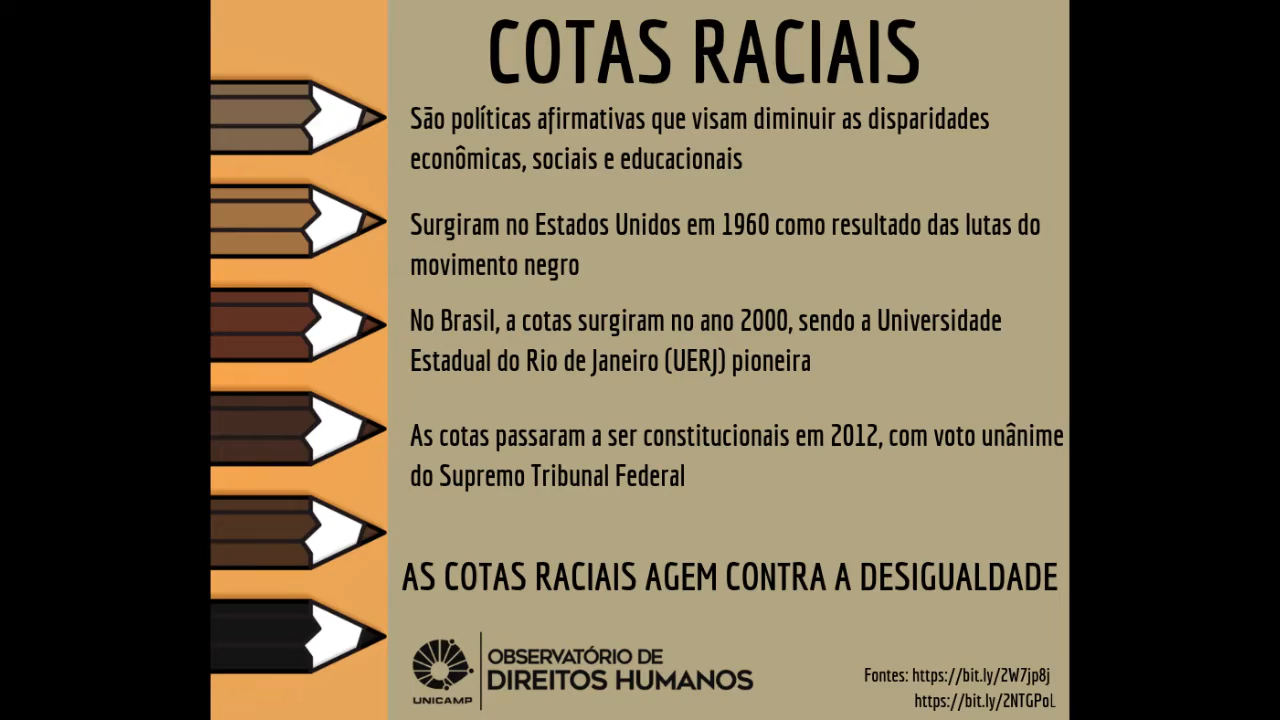 COTAS RACIAIS
São políticas afirmativas que visam diminuir as disparidades
econômicas, sociais e educacionais
Surgiram no Estados Unidos em 1960 como resultado das lutas do
movimento negro
No Brasil, a cotas surgiram no ano 2000, sendo a Universidade
Estadual do Rio de Janeiro (UERJ) pioneira
As cotas passaram a ser constitucionais em 2012, com voto unânime
do Supremo Tribunal Federal
AS COTAS RACIAIS AGEM CONTRA A DESIGUALDADE
UNICAMP
OBSERVATÓRIO DE
DIREITOS HUMANOS
Fontes: https://bit.ly/2W7jp8j
https://bit.ly/2NTGPoL